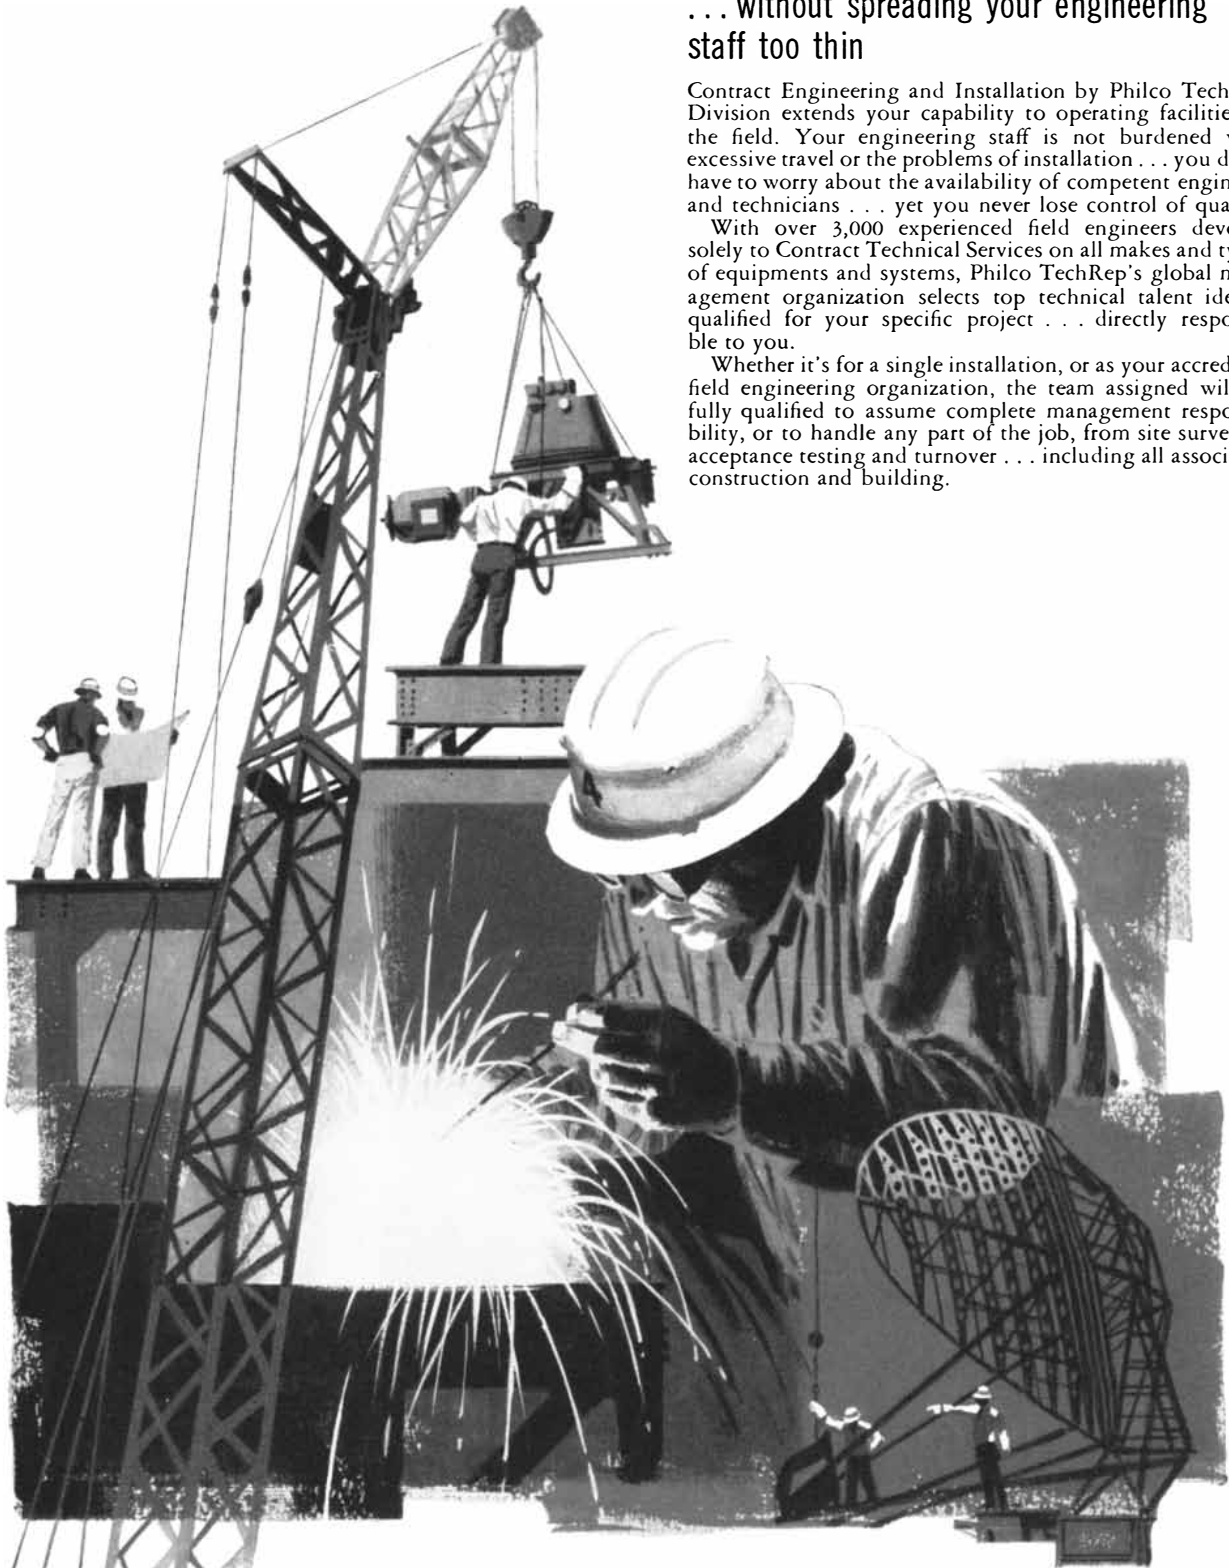 ... without spreading your engineering
staff too thin
Contract Engineering and Installation by Philco Tech
Division extends your capability to operating facilitie
the field. Your engineering staff is not burdened
excessive travel or the problems of installation . . . you d
have to worry about the availability of competent engin
and technicians . . . yet you never lose control of qua
With over 3,000 experienced field engineers dev
solely to Contract Technical Services on all makes and t
of equipments and systems, Philco TechRep's global m
agement organization selects top technical talent ide
qualified for your specific project . . . directly respo
ble to you.
Whether it's for a single installation, or as your accred
field engineering organization, the team assigned wil
fully qualified to assume complete management respo
bility, or to handle any part of the job, from site surve
acceptance testing and turnover . . . including all associ
construction and building.